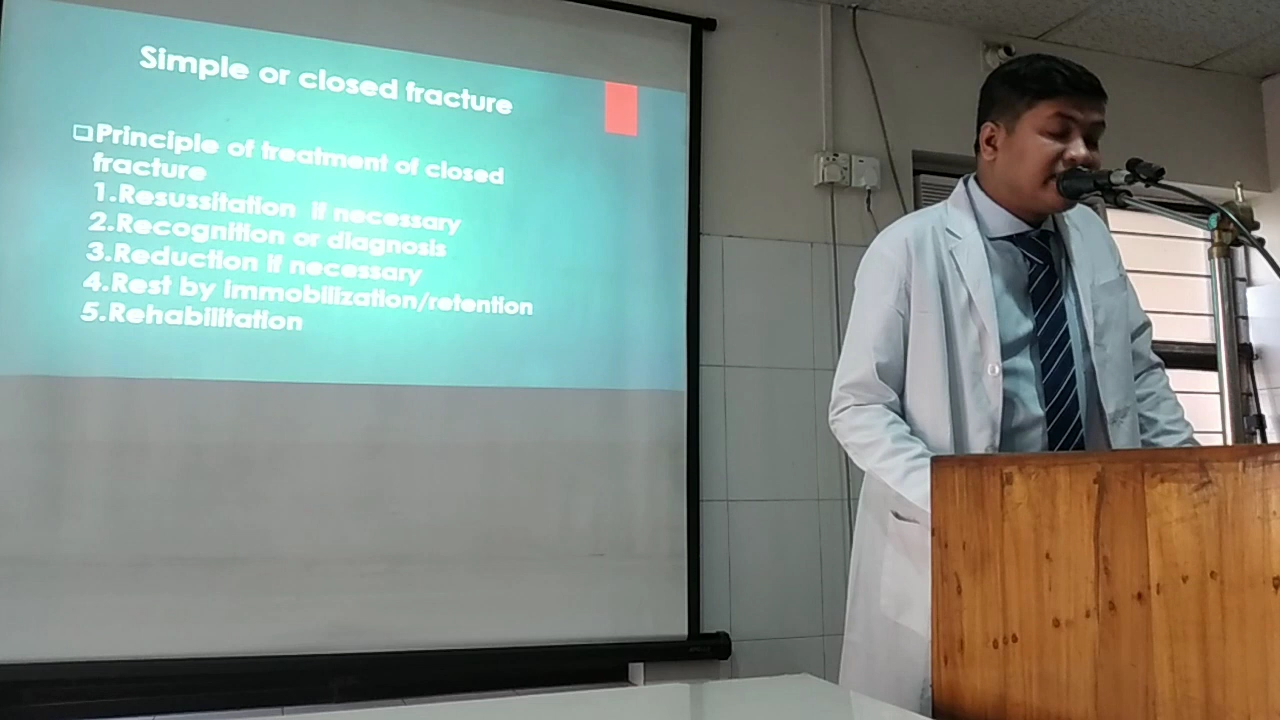 Simple or closed fracture
Principle of treatment of closed
fracture
1.Resussitation if necessary
2.Recognition or diagnosis
3.Reduction if necessary
4.Rest by immobilization/retention
5.Rehabilitation